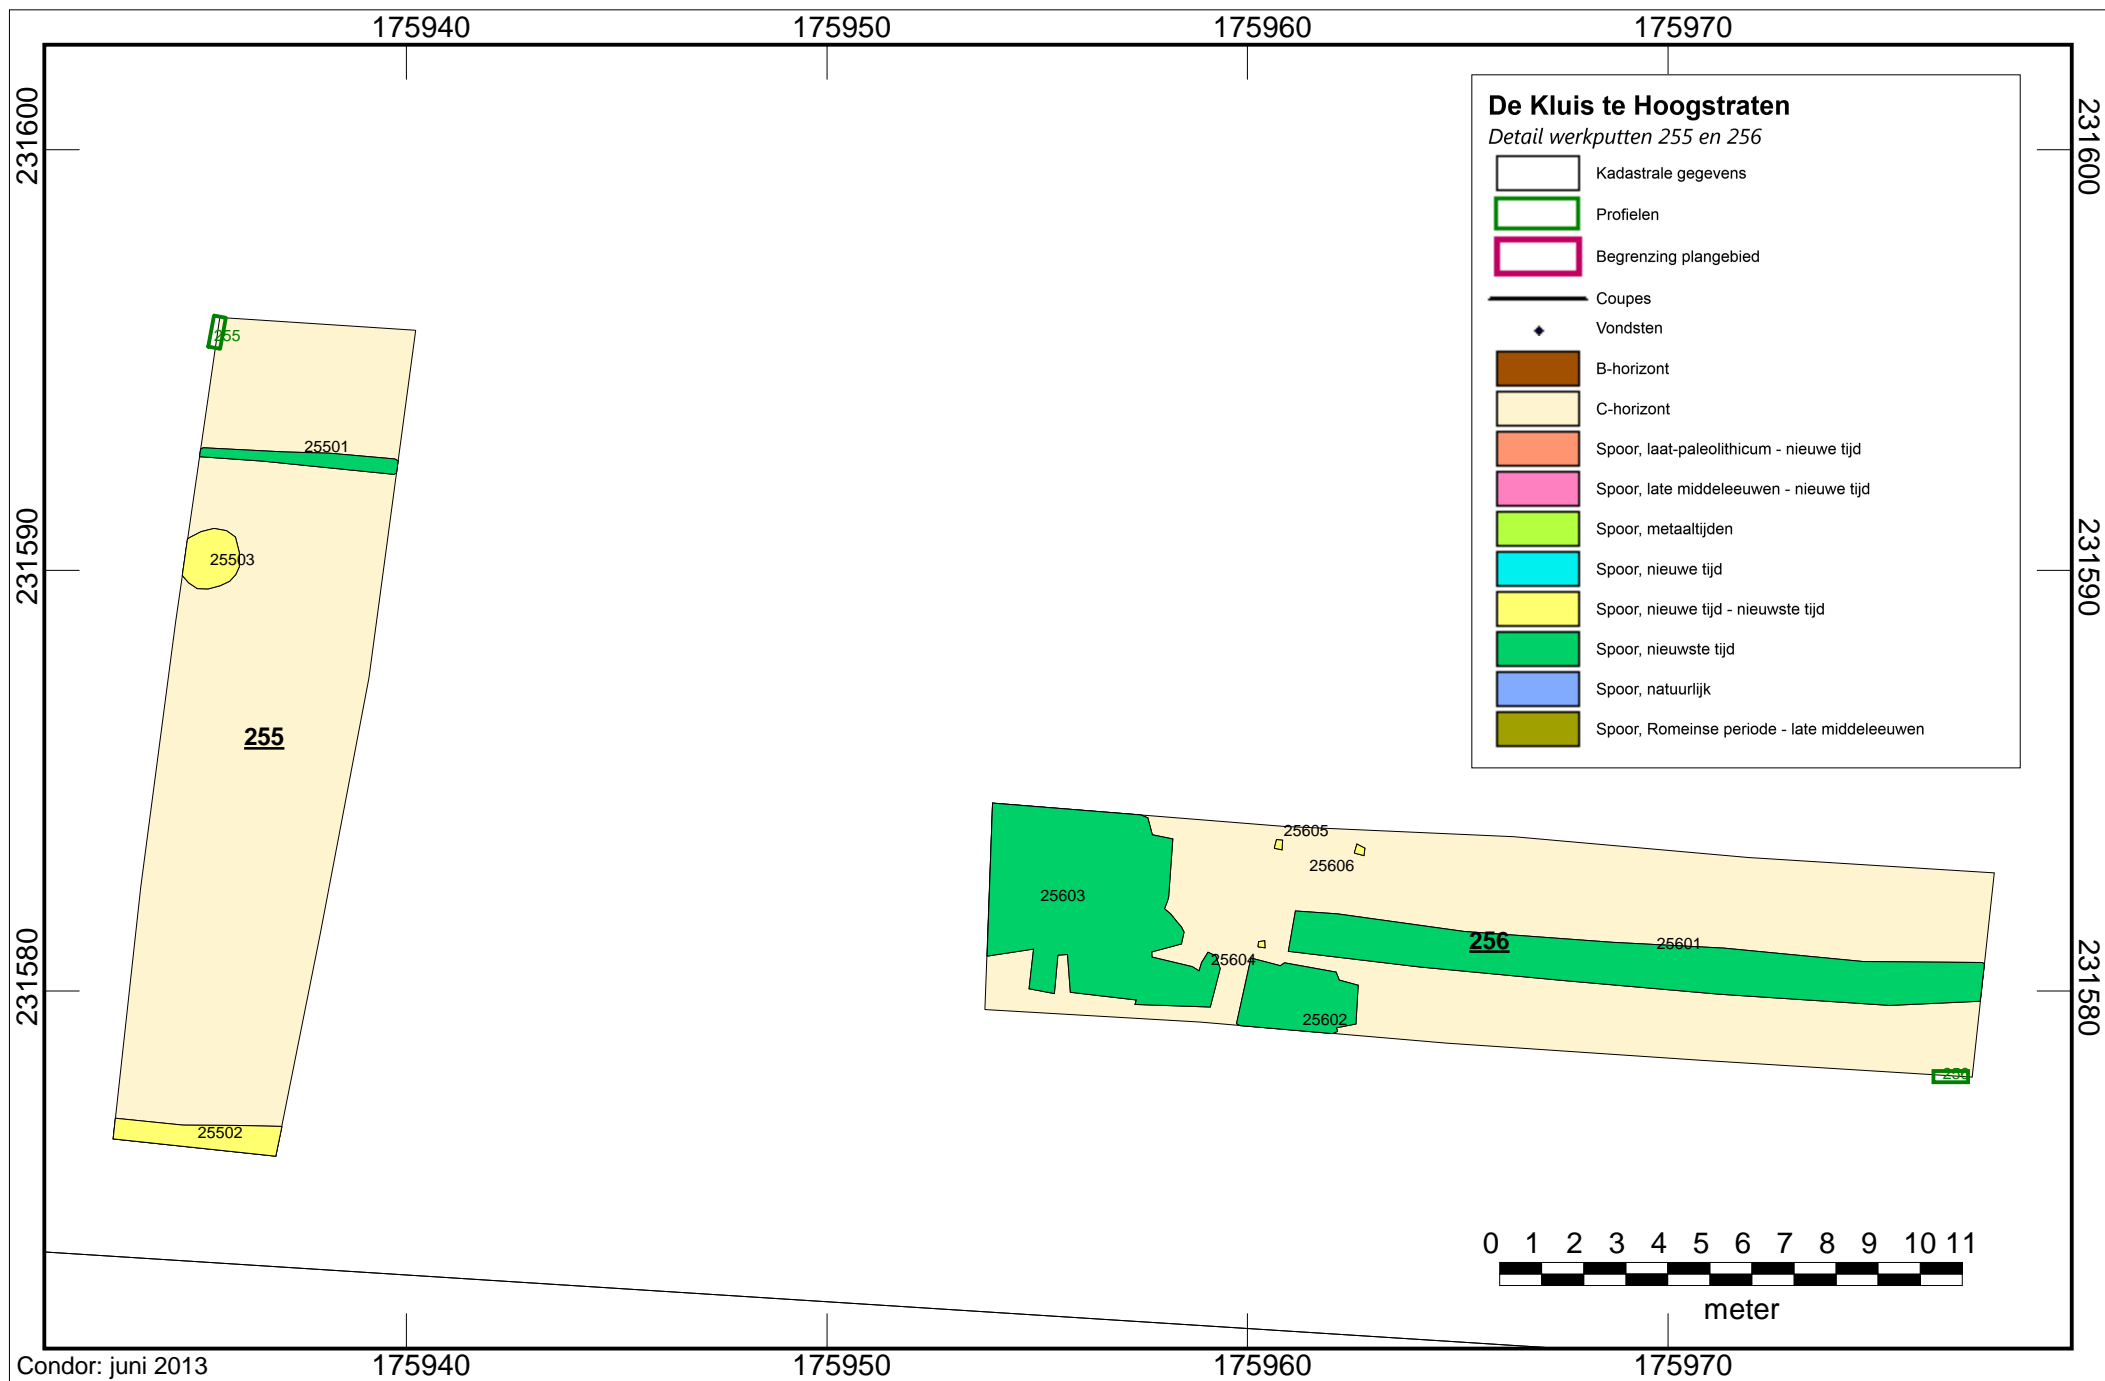 175940 175950 175960 175970
231600
231590
231580
231600
231590
231580
De Kluis te Hoogstraten
Detail werkputten 255 en 256
Kadastrale gegevens
Profielen
Begrenzing plangebied
Coupes
Vondsten
B-horizont
C-horizont
Spoor, laat-paleolithicum - nieuwe tijd
Spoor, late middeleeuwen - nieuwe tijd
Spoor, metaaltijden
Spoor, nieuwe tijd
Spoor, nieuwe tijd - nieuwste tijd
Spoor, nieuwste tijd
Spoor, natuurlijk
Spoor, Romeinse periode - late middeleeuwen
255
25501
25503
255
25502
25605
25606
25603
256
25601
25604
25602
256
0 1 2 3 4 5 6 7 8 9 10 11
meter
Condor: juni 2013
175940 175950 175960 175970